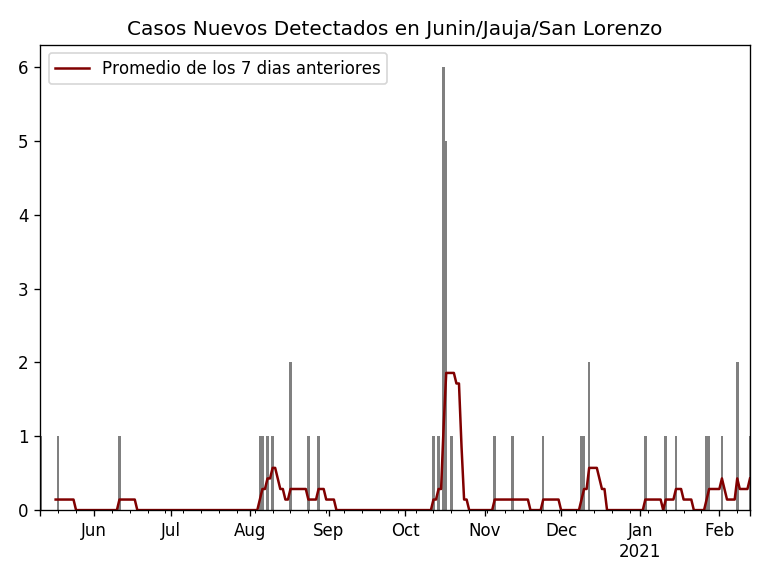 Casos Nuevos Detectados en Junin/Jauja/San Lorenzo
Promedio de los 7 dias anteriores
6
5
4
3
2
1
0
Jun Jul Aug Sep Oct Nov Dec Jan Feb
2021